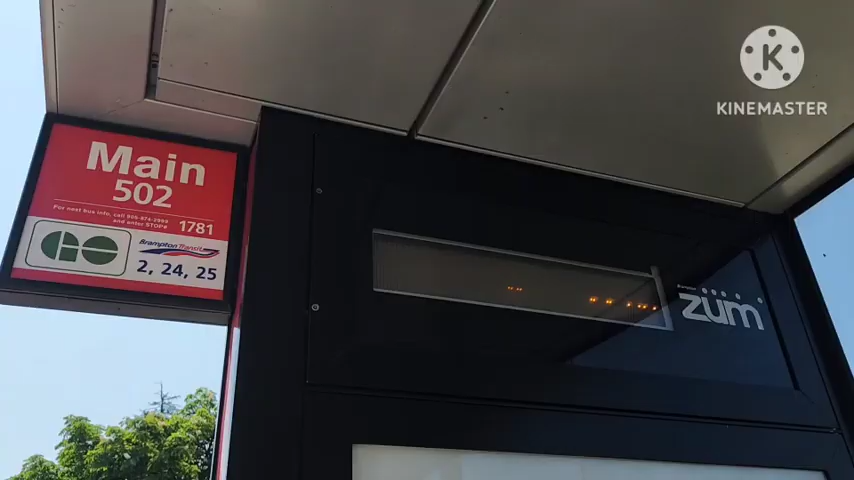 Main
502
For next bus info, call 905-874-2999
and enter STOP# 1781
GO
Brampton Transit
2, 24, 25
Brampton
züm
K
KINEMASTER